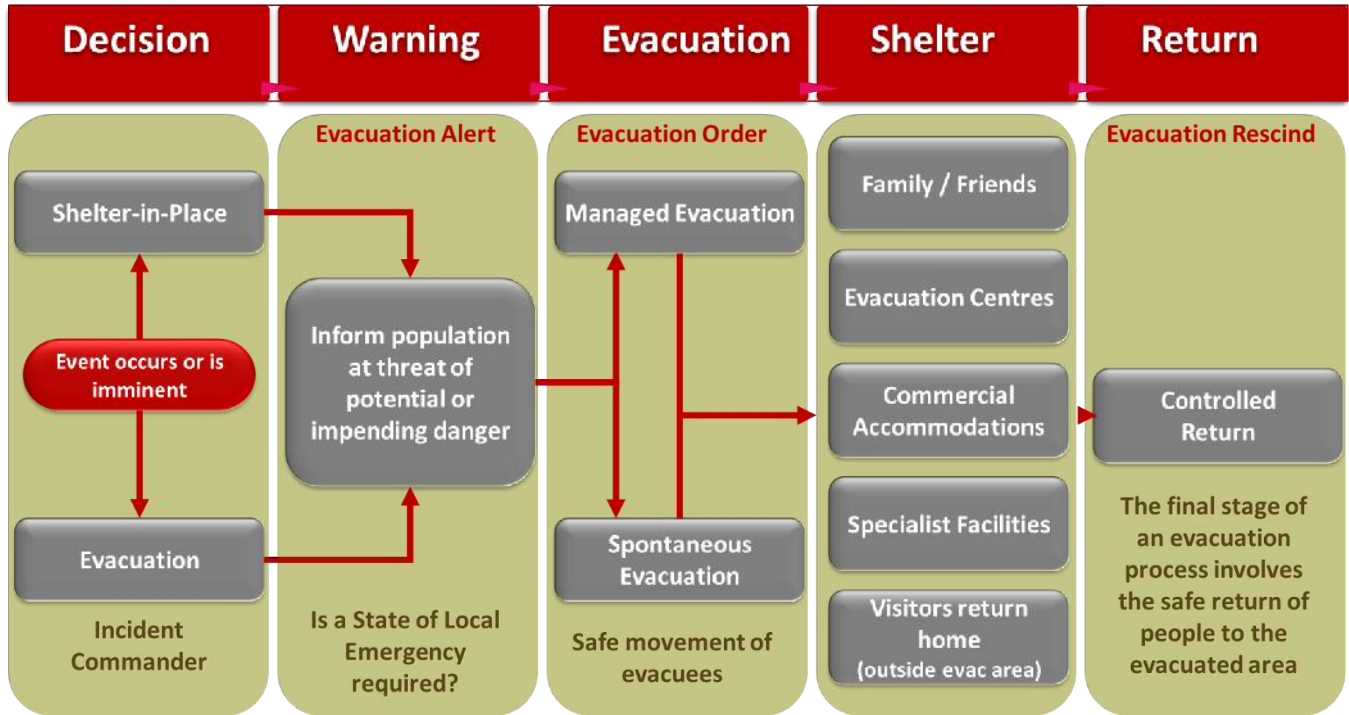 Decision
Warning
Evacuation
Shelter
Return
Shelter-in-Place
Event occurs or is
imminent
Evacuation
Incident
Commander
Evacuation Alert
Inform population
at threat of
potential or
impending danger
Is a State of Local
Emergency
required?
Evacuation Order
Managed Evacuation
Spontaneous
Evacuation
Safe movement of
evacuees
Family / Friends
Evacuation Centres
Commercial
Accommodations
Specialist Facilities
Visitors return
home
(outside evac area)
Evacuation Rescind
Controlled
Return
The final stage of
an evacuation
process involves
the safe return of
people to the
evacuated area